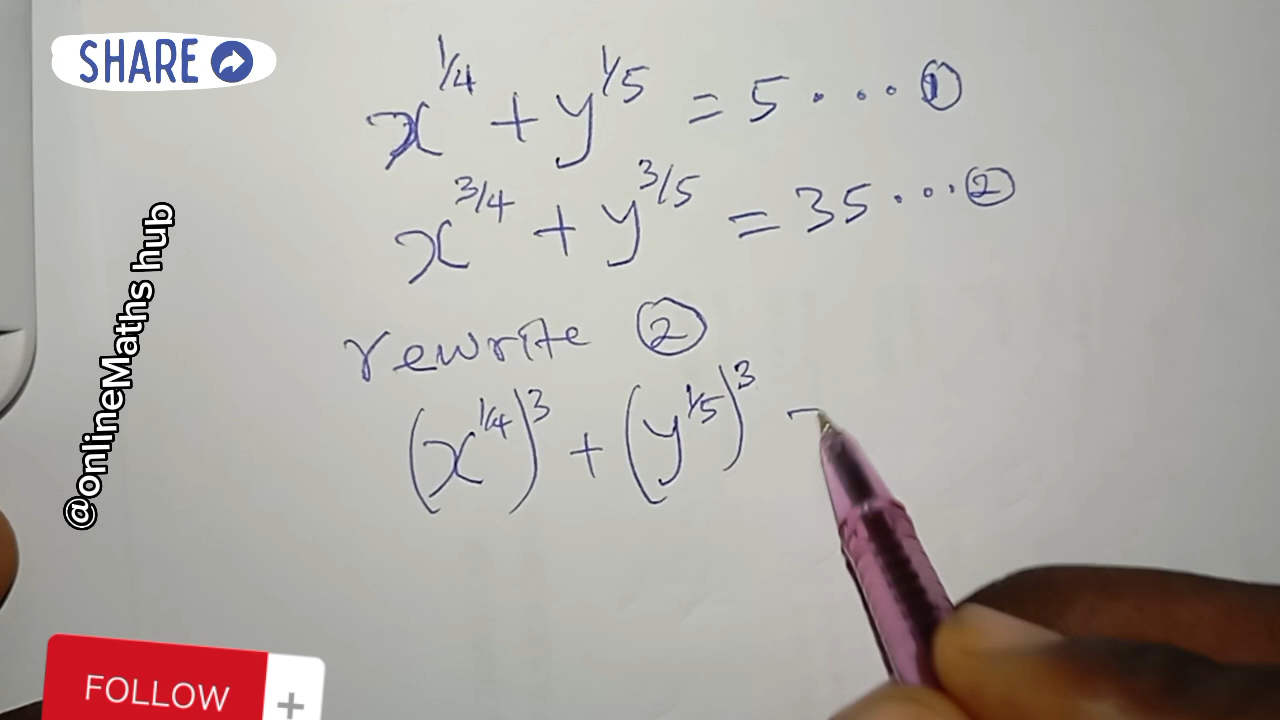 SHARE
x^{1/4} + y^{1/5} = 5 . . . . ①
x^{3/4} + y^{3/5} = 35 . . . ②
rewrite ②
(x^{1/4})^3 + (y^{1/5})^3
@onlineMaths hub
FOLLOW +